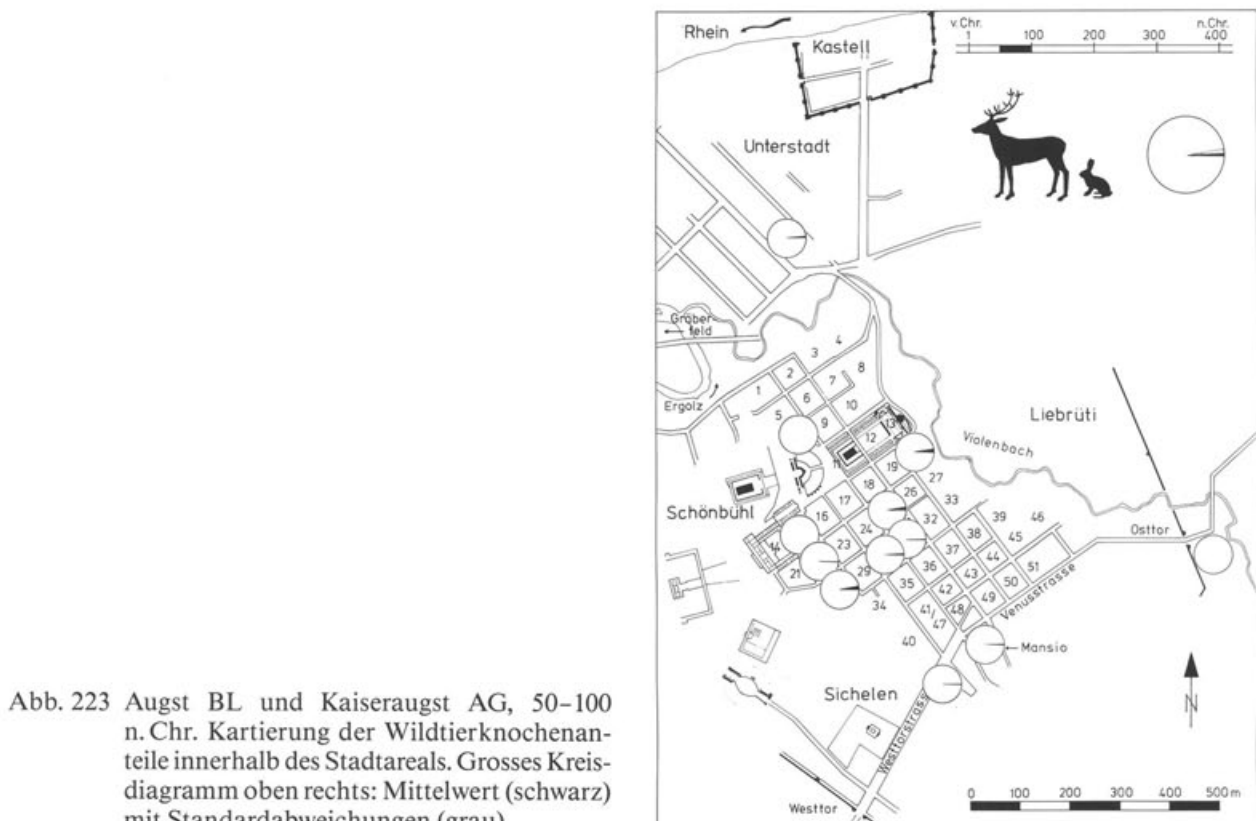 v.Chr. n.Chr.
1 100 200 300 400
Rhein
Kastell
Unterstadt
Gräber-
feld
Ergolz
1 2 3 4
5 6 7 8
9 10
11 12 13
Liebrüti
Violenbach
Schönbühl
14 16 17 18 19
21 23 24 26 27
29 32 33
34 35 36 37 38 39
40 41/ 42 43 44 45 46
47 48 49 50 51
Osttor
Venusstrasse
Mansio
Sichelen
Westtorstrasse
Westtor
N
0 100 200 300 400 500 m
Abb. 223 Augst BL und Kaiseraugst AG, 50–100
n. Chr. Kartierung der Wildtierknochenan-
teile innerhalb des Stadtareals. Grosses Kreis-
diagramm oben rechts: Mittelwert (schwarz)
mit Standardabweichungen (grau)